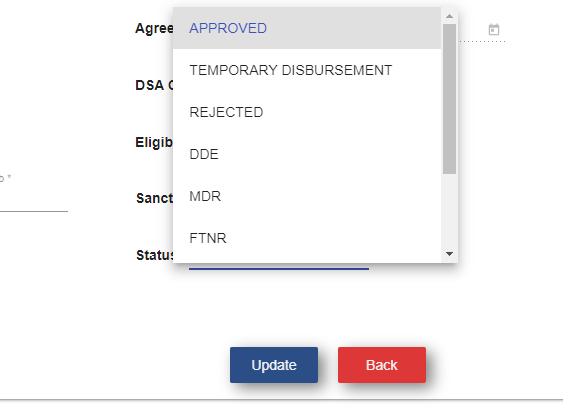 Agree
APPROVED
TEMPORARY DISBURSEMENT
DSA
REJECTED
Eligib
DDE
o *
MDR
Sanct
FTNR
Status
Update
Back